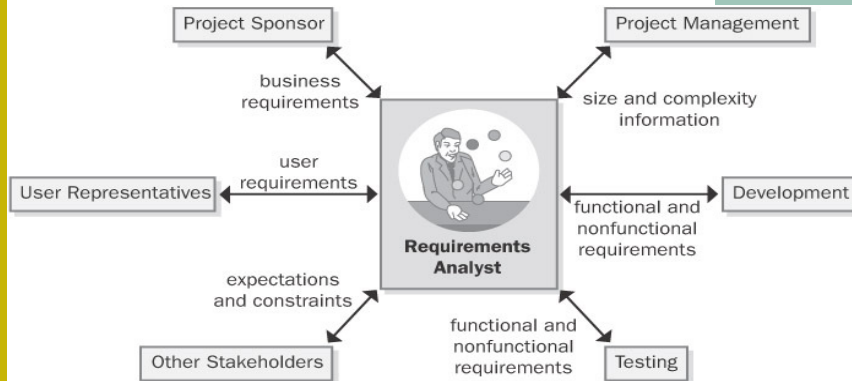 Project Sponsor
Project Management
business
requirements
size and complexity
information
user
requirements
User Representatives
Development
functional and
nonfunctional
requirements
Requirements
Analyst
expectations
and constraints
functional and
nonfunctional
requirements
Other Stakeholders
Testing